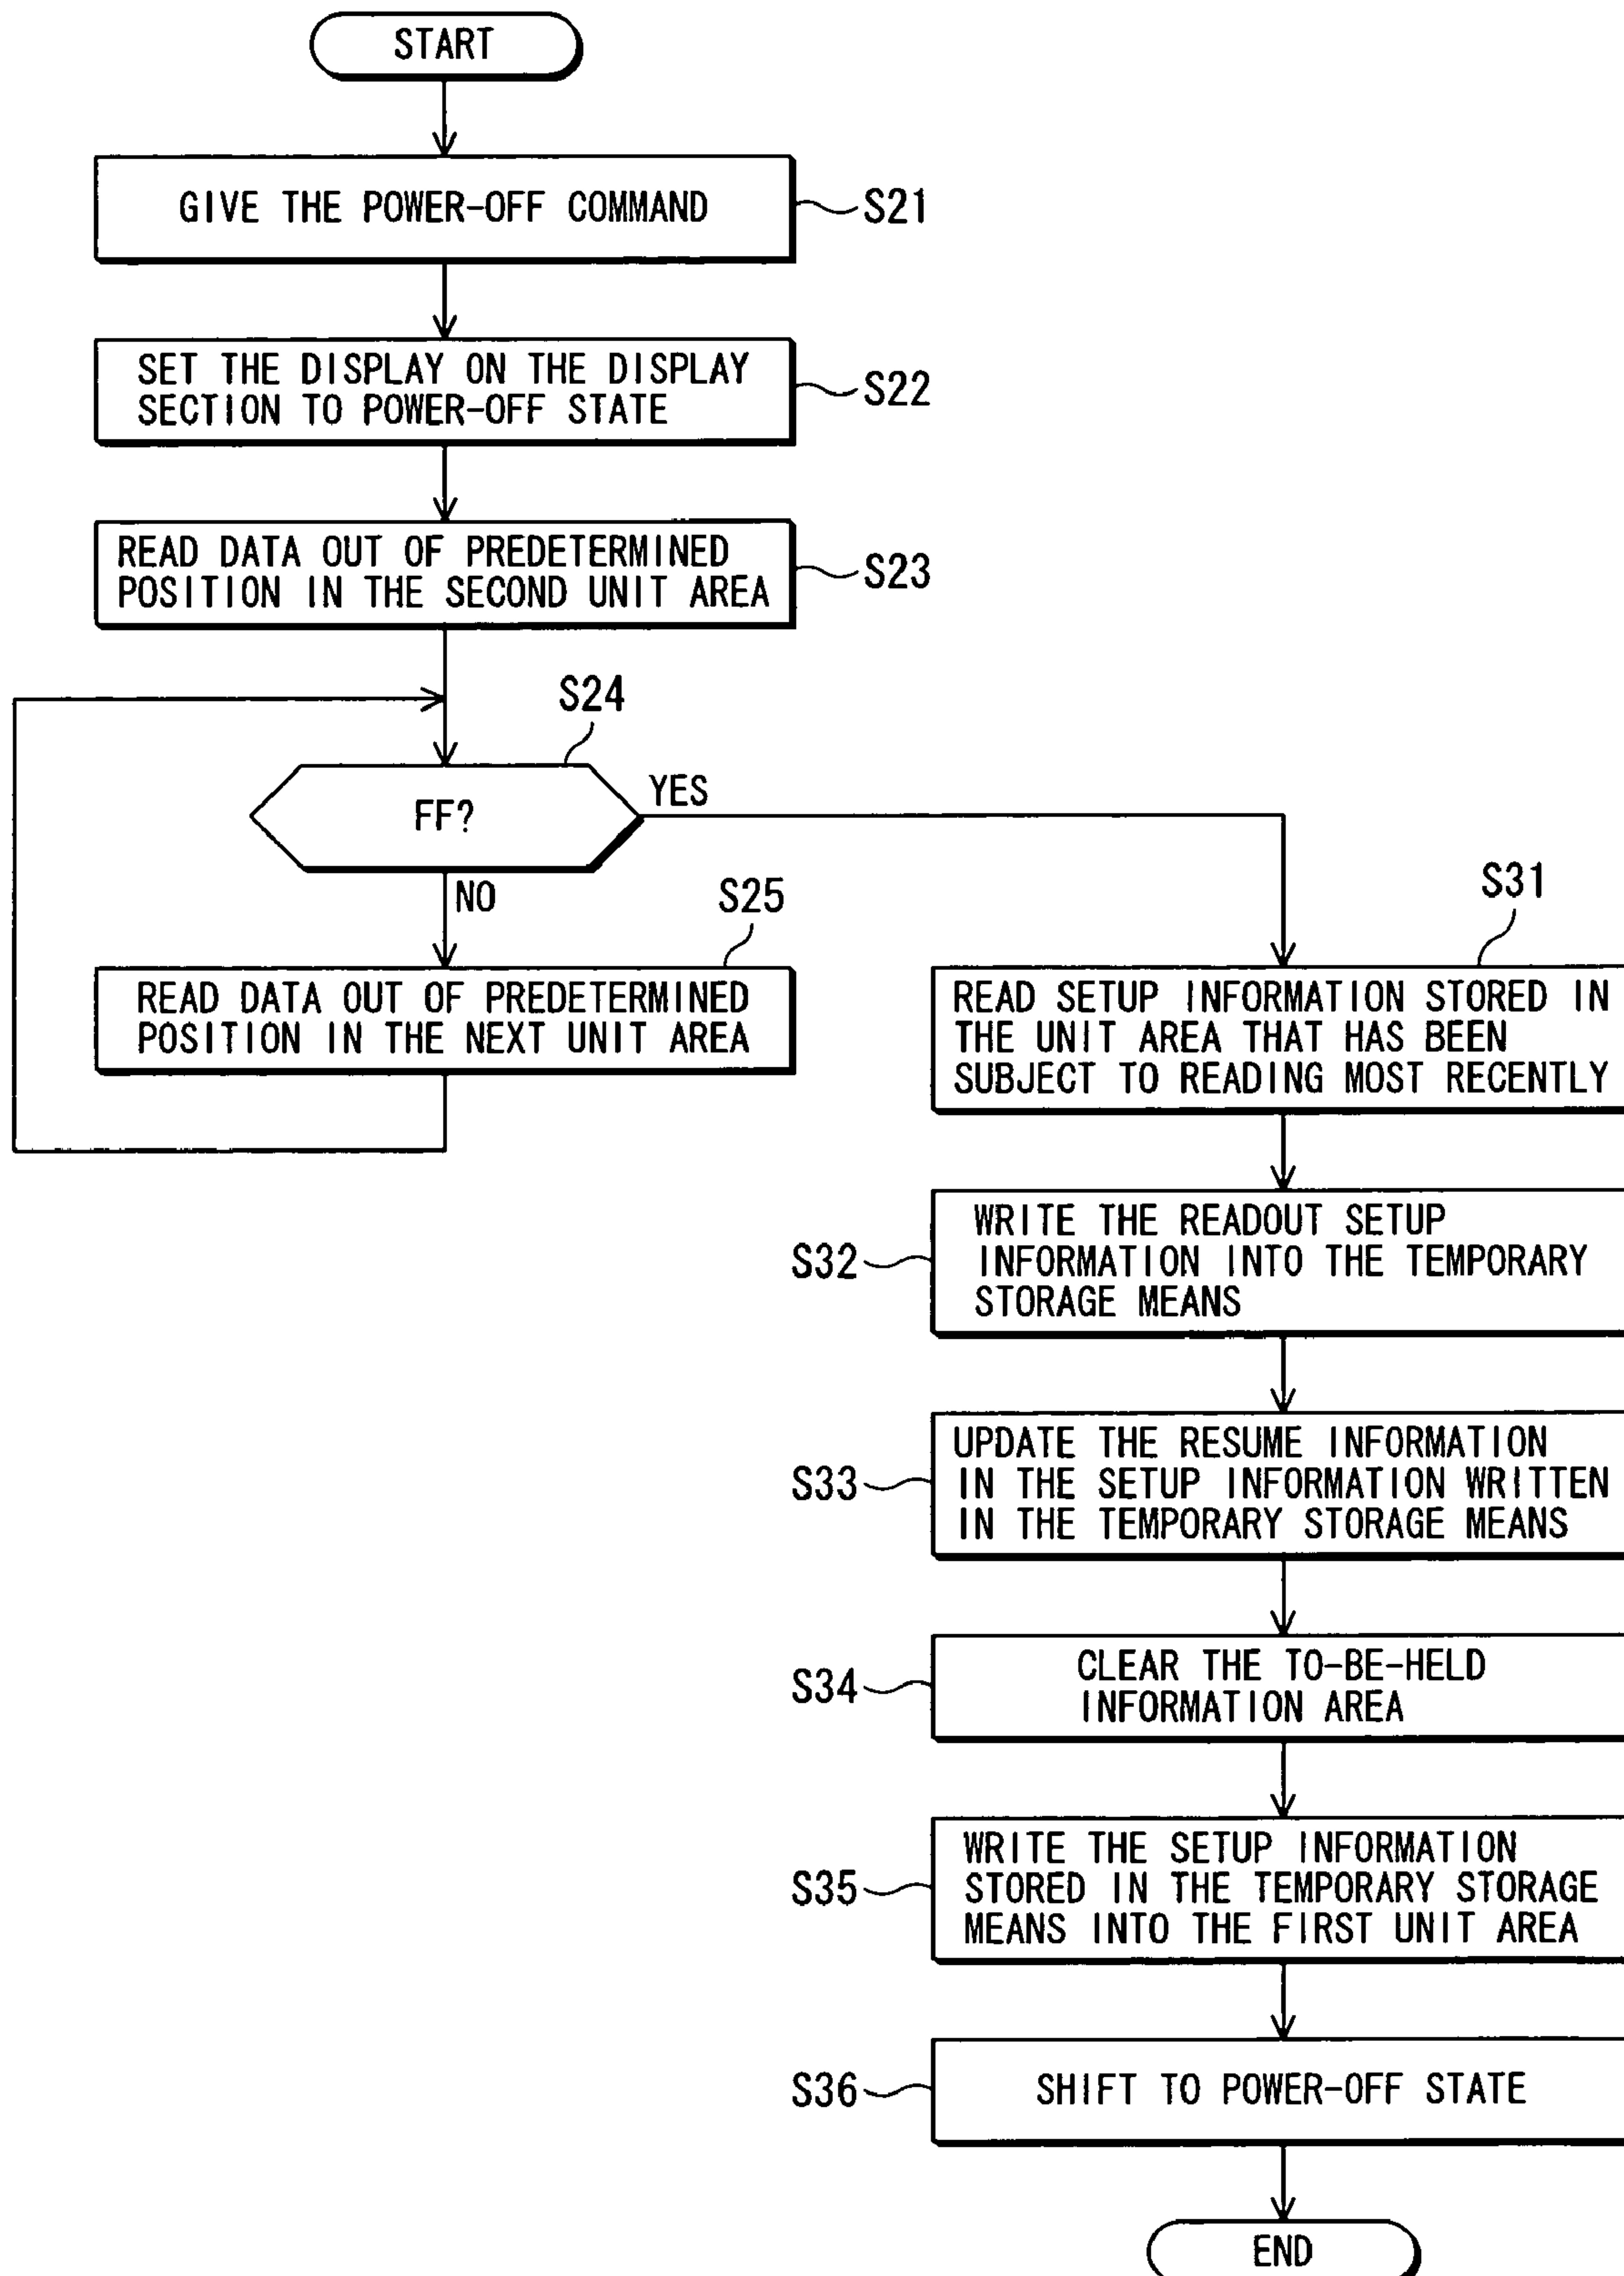 START
GIVE THE POWER-OFF COMMAND
S21
SET THE DISPLAY ON THE DISPLAY
SECTION TO POWER-OFF STATE
S22
READ DATA OUT OF PREDETERMINED
POSITION IN THE SECOND UNIT AREA
S23
S24
FF?
YES
NO
S25
READ DATA OUT OF PREDETERMINED
POSITION IN THE NEXT UNIT AREA
S31
READ SETUP INFORMATION STORED IN
THE UNIT AREA THAT HAS BEEN
SUBJECT TO READING MOST RECENTLY
S32
WRITE THE READOUT SETUP
INFORMATION INTO THE TEMPORARY
STORAGE MEANS
S33
UPDATE THE RESUME INFORMATION
IN THE SETUP INFORMATION WRITTEN
IN THE TEMPORARY STORAGE MEANS
S34
CLEAR THE TO-BE-HELD
INFORMATION AREA
S35
WRITE THE SETUP INFORMATION
STORED IN THE TEMPORARY STORAGE
MEANS INTO THE FIRST UNIT AREA
S36
SHIFT TO POWER-OFF STATE
END